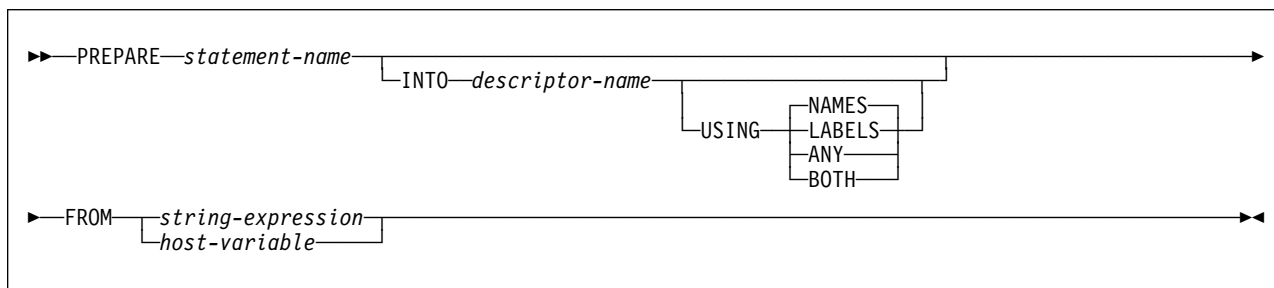 PREPARE statement-name
INTO descriptor-name
NAMES
USING LABELS
ANY
BOTH
FROM string-expression
host-variable